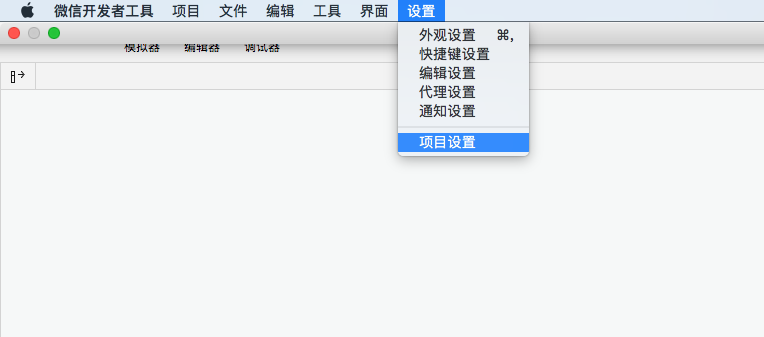 微信开发者工具 项目 文件 编辑 工具 界面 设置
外观设置 ⌘,
快捷键设置
编辑设置
代理设置
通知设置
项目设置
模拟器 编辑器 调试器